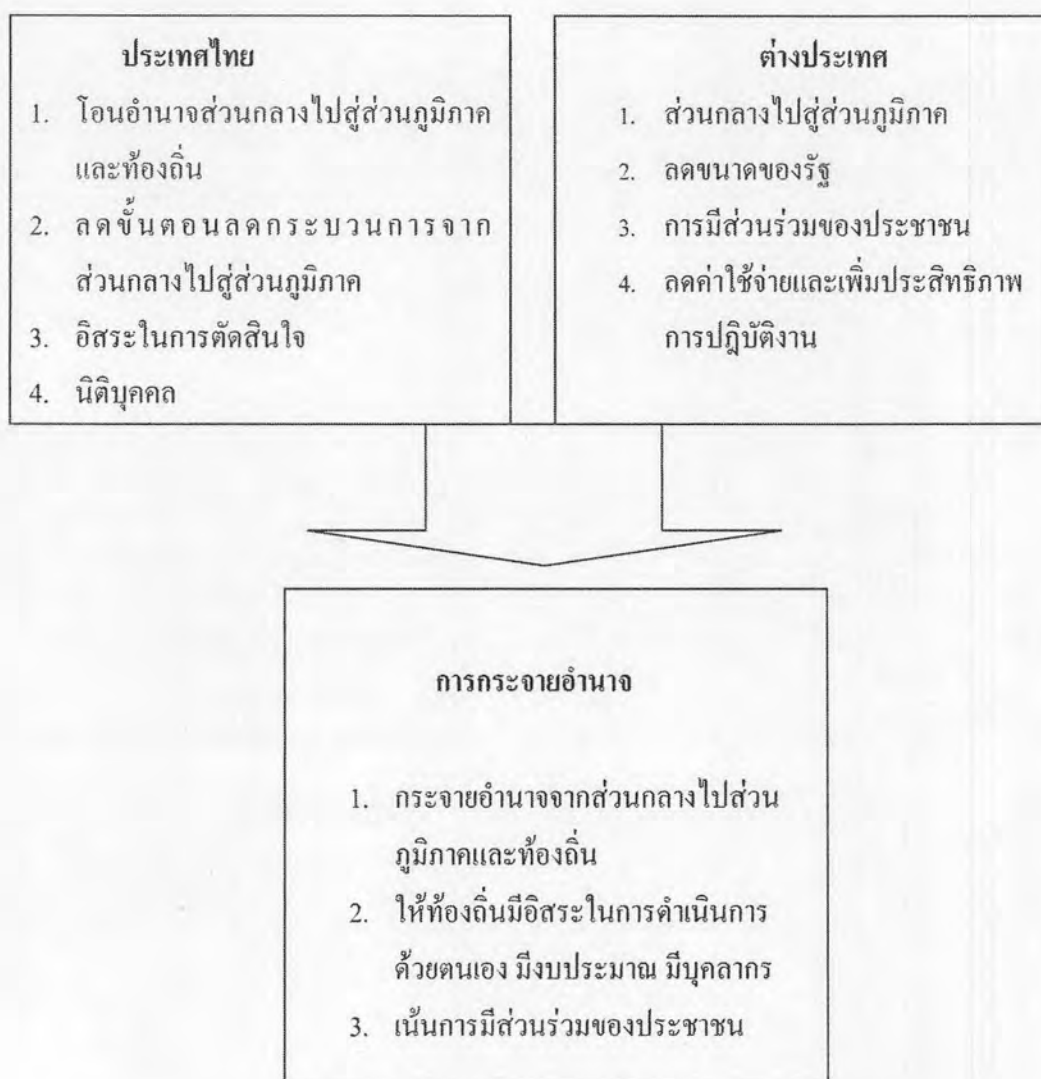 ประเทศไทย
1. โอนอำนาจส่วนกลางไปสู่ส่วนภูมิภาค
และท้องถิ่น
2. ลดขั้นตอนลดกระบวนการจาก
ส่วนกลางไปสู่ส่วนภูมิภาค
3. อิสระในการตัดสินใจ
4. นิติบุคคล
ต่างประเทศ
1. ส่วนกลางไปสู่ส่วนภูมิภาค
2. ลดขนาดของรัฐ
3. การมีส่วนร่วมของประชาชน
4. ลดค่าใช้จ่ายและเพิ่มประสิทธิภาพ
การปฎิบัติงาน
การกระจายอำนาจ
1. กระจายอำนาจจากส่วนกลางไปส่วน
ภูมิภาคและท้องถิ่น
2. ให้ท้องถิ่นมีอิสระในการดำเนินการ
ด้วยตนเอง มีงบประมาณ มีบุคลากร
3. เน้นการมีส่วนร่วมของประชาชน